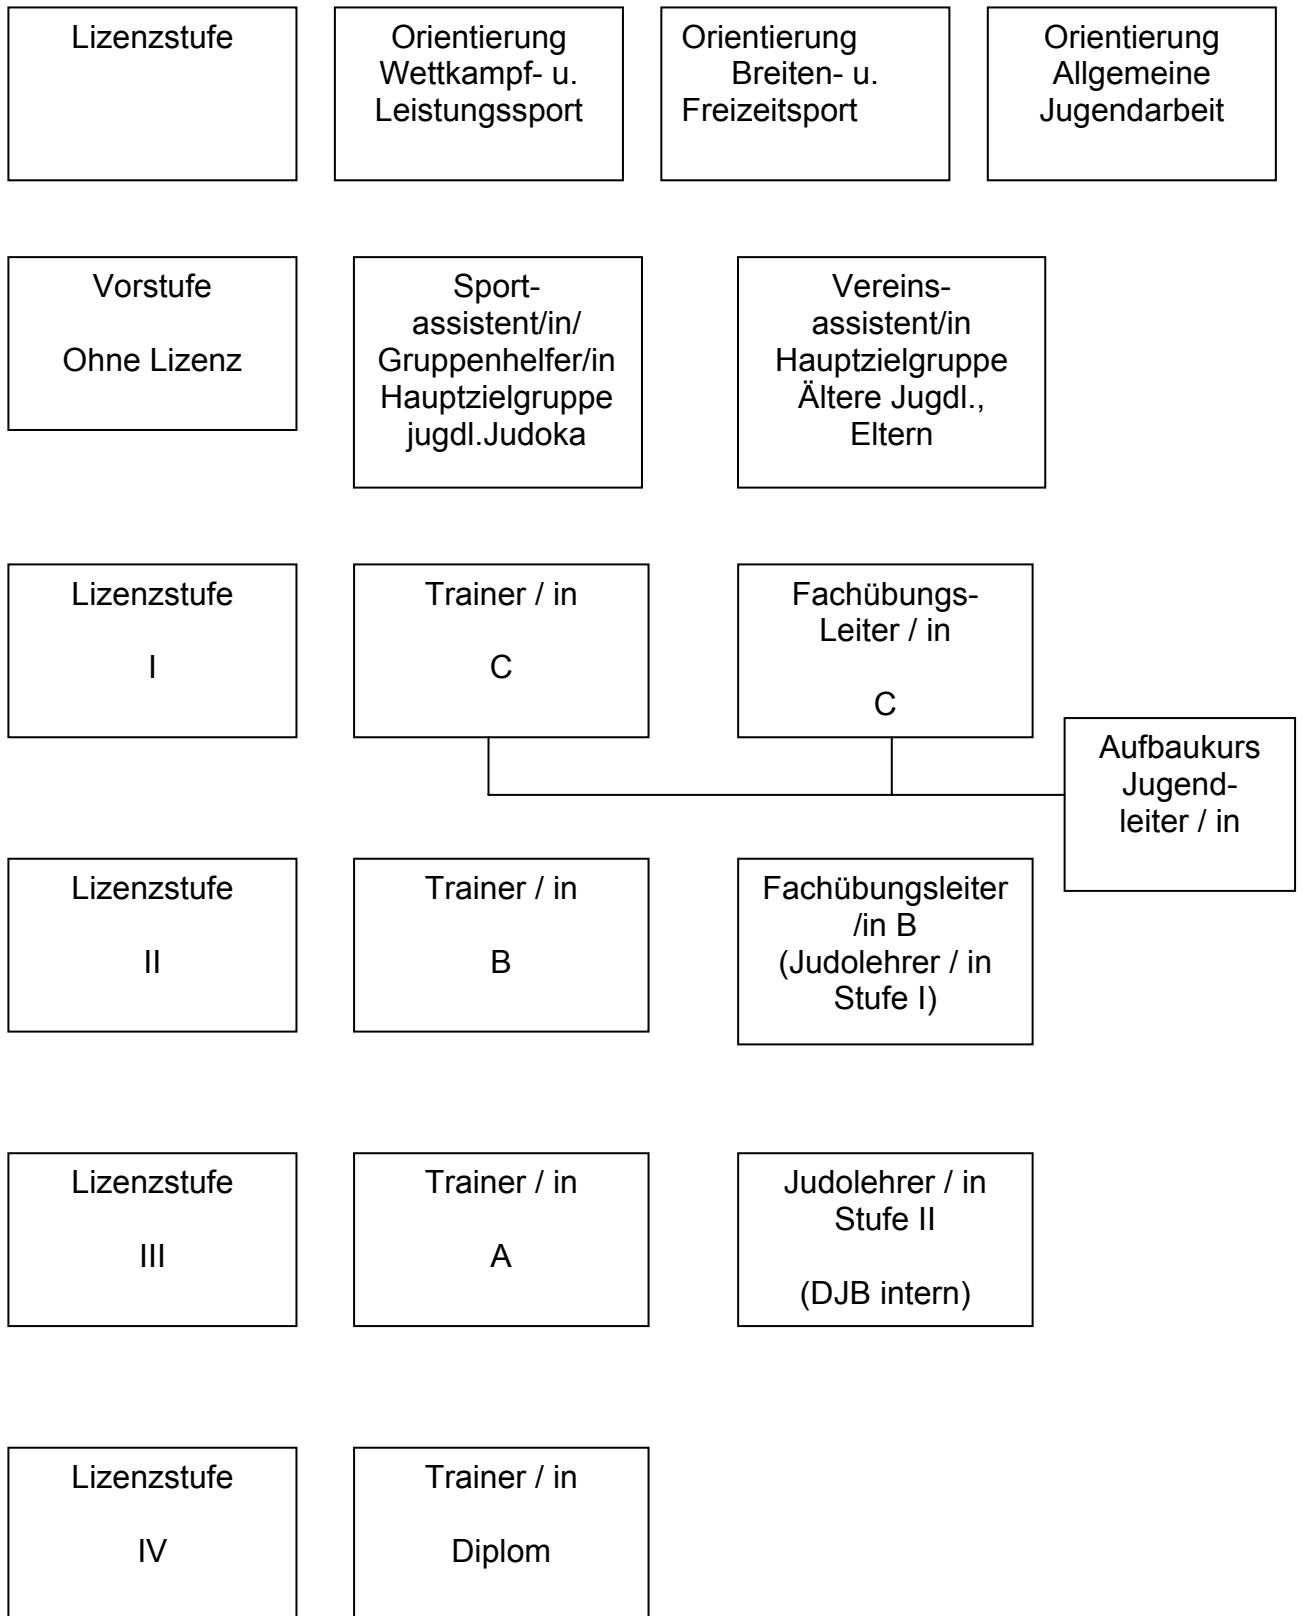 Lizenzstufe
Orientierung
Wettkampf- u.
Leistungssport
Orientierung
Breiten- u.
Freizeitsport
Orientierung
Allgemeine
Jugendarbeit
Vorstufe
Ohne Lizenz
Sport-
assistent/in/
Gruppenhelfer/in
Hauptzielgruppe
jugdl.Judoka
Vereins-
assistent/in
Hauptzielgruppe
Ältere Jugdl.,
Eltern
Lizenzstufe
I
Trainer / in
C
Fachübungs-
Leiter / in
C
Aufbaukurs
Jugend-
leiter / in
Lizenzstufe
II
Trainer / in
B
Fachübungsleiter
/in B
(Judolehrer / in
Stufe I)
Lizenzstufe
III
Trainer / in
A
Judolehrer / in
Stufe II
(DJB intern)
Lizenzstufe
IV
Trainer / in
Diplom